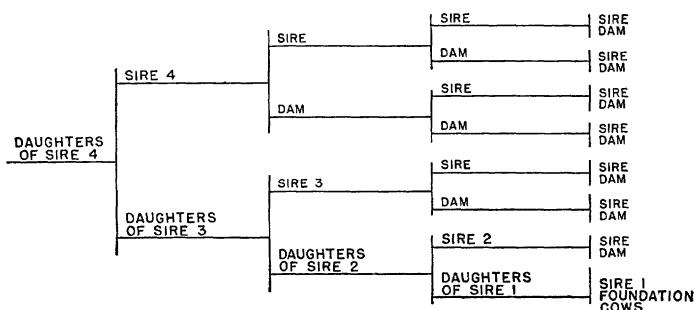 DAUGHTERS
OF SIRE 4
SIRE 4
DAUGHTERS
OF SIRE 3
SIRE
DAM
SIRE 3
DAUGHTERS
OF SIRE 2
SIRE
DAM
SIRE
DAM
SIRE
DAM
SIRE 2
DAUGHTERS
OF SIRE 1
SIRE
DAM
SIRE
DAM
SIRE
DAM
SIRE
DAM
SIRE
DAM
SIRE
DAM
SIRE
DAM
SIRE 1
FOUNDATION
COWS